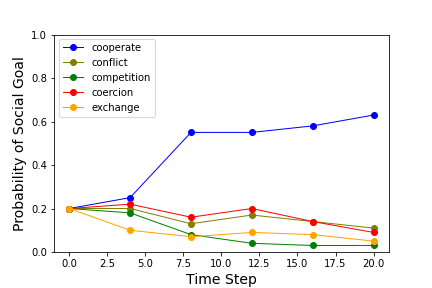 1.0
0.8
0.6
0.4
0.2
0.0
Probability of Social Goal
cooperate
conflict
competition
coercion
exchange
0.0 2.5 5.0 7.5 10.0 12.5 15.0 17.5 20.0
Time Step